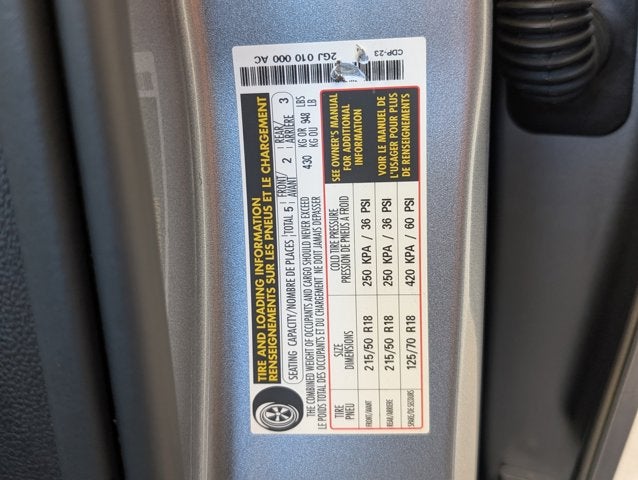 CDP-23
2GJ 010 000 AC
TIRE AND LOADING INFORMATION
RENSEIGNEMENTS SUR LES PNEUS ET LE CHARGEMENT
SEATING CAPACITY/NOMBRE DE PLACES TOTAL 5 FRONT/AVANT 2 REAR/ARRIÈRE 3
THE COMBINED WEIGHT OF OCCUPANTS AND CARGO SHOULD NEVER EXCEED 430 KG OR 948 LBS
LE POIDS TOTAL DES OCCUPANTS ET DU CHARGEMENT NE DOIT JAMAIS DÉPASSER KG OU LB
TIRE SIZE COLD TIRE PRESSURE
PNEU DIMENSIONS PRESSION DE PNEUS À FROID
FRONT/AVANT 215/50 R18 250 KPA / 36 PSI
REAR/ARRIÈRE 215/50 R18 250 KPA / 36 PSI
SPARE/DE SECOURS 125/70 R18 420 KPA / 60 PSI
SEE OWNER'S MANUAL
FOR ADDITIONAL
INFORMATION
VOIR LE MANUEL DE
L'USAGER POUR PLUS
DE RENSEIGNEMENTS